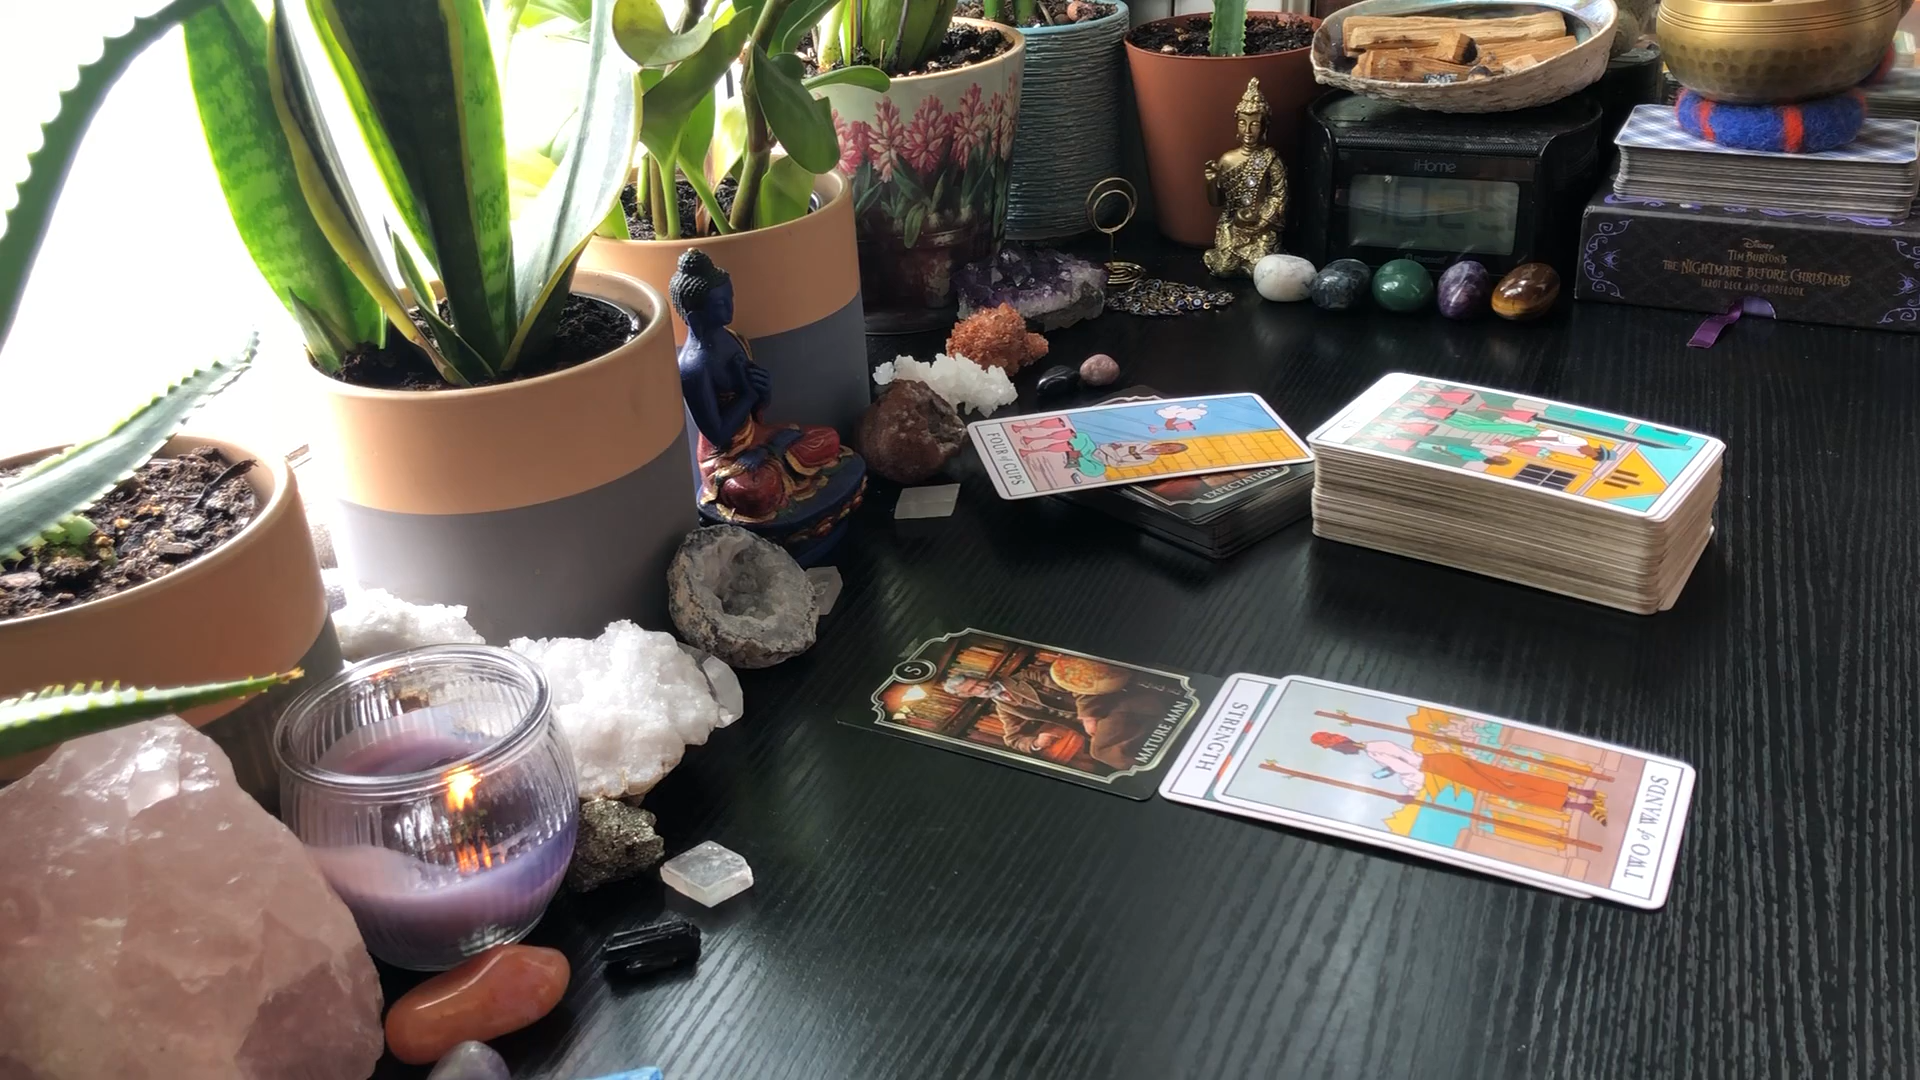 iHome
Disney
TIM BURTON'S
THE NIGHTMARE BEFORE CHRISTMAS
TAROT DECK AND GUIDEBOOK
FOUR of CUPS
EXPECTATION
5
MATURE MAN
STRENGTH
TWO of WANDS